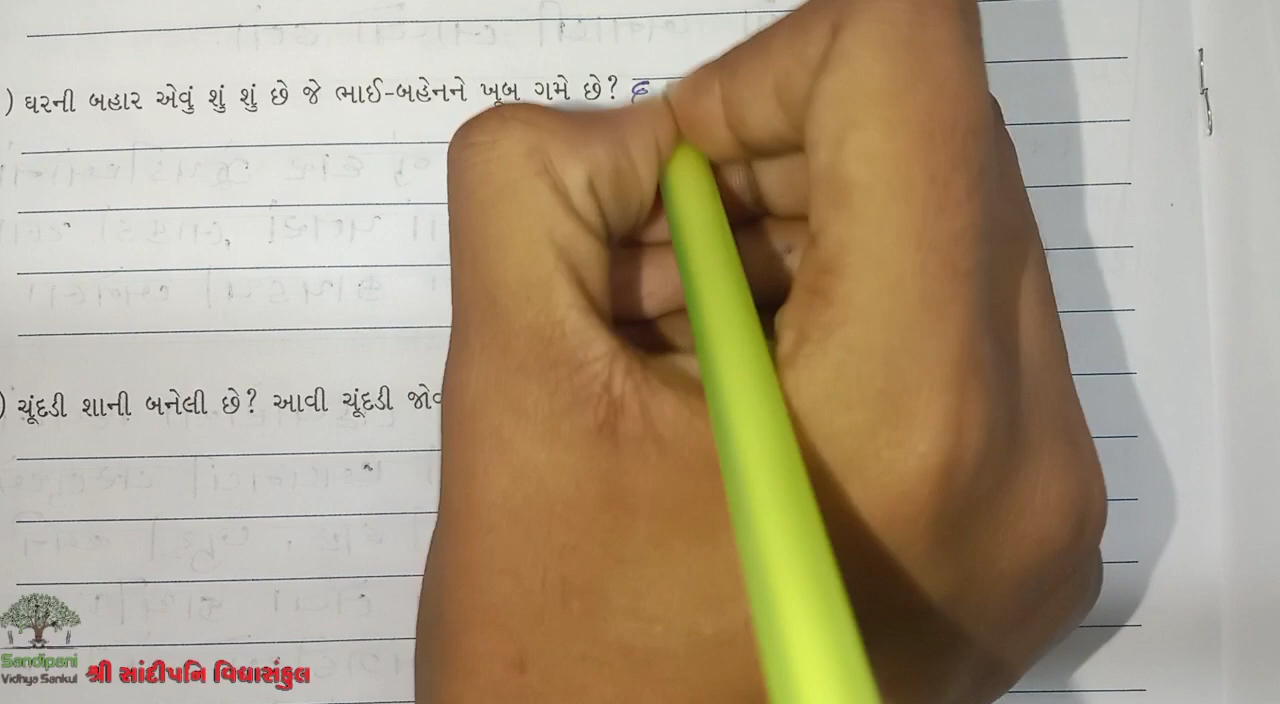 ) ઘરની બહાર એવું શું શું છે જે ભાઈ-બહેનને ખૂબ ગમે છે? ઘ
) ચૂંદડી શાની બનેલી છે? આવી ચૂંદડી જોવ
Sandipani
Vidhya Sankul
શ્રી સાંદીપનિ વિદ્યાસંકુલ